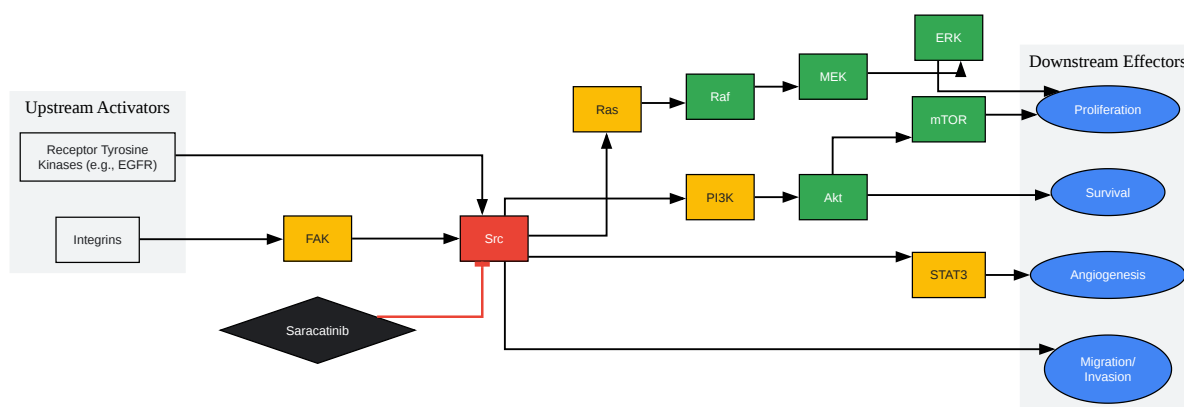 Upstream Activators
Receptor Tyrosine
Kinases (e.g., EGFR)
Integrins
FAK
Saracatinib
Src
Ras
Raf
MEK
ERK
PI3K
Akt
mTOR
STAT3
Downstream Effectors
Proliferation
Survival
Angiogenesis
Migration/
Invasion